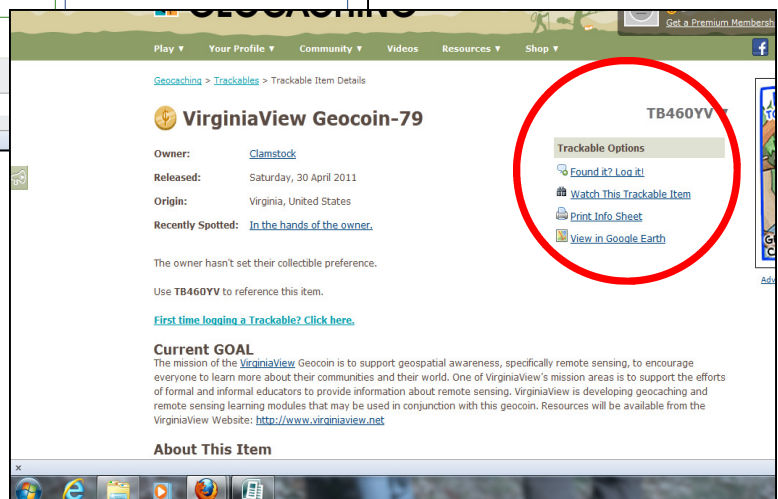 GEOCACHING
Get a Premium Membersh
Play ▼ Your Profile ▼ Community ▼ Videos Resources ▼ Shop ▼
Geocaching > Trackables > Trackable Item Details
VirginiaView Geocoin-79
TB460YV ▼
Owner: Clamstock
Released: Saturday, 30 April 2011
Origin: Virginia, United States
Recently Spotted: In the hands of the owner.
Trackable Options
Found it? Log it!
Watch This Trackable Item
Print Info Sheet
View in Google Earth
The owner hasn't set their collectible preference.
Use TB460YV to reference this item.
First time logging a Trackable? Click here.
Current GOAL
The mission of the VirginiaView Geocoin is to support geospatial awareness, specifically remote sensing, to encourage
everyone to learn more about their communities and their world. One of VirginiaView's mission areas is to support the efforts
of formal and informal educators to provide information about remote sensing. VirginiaView is developing geocaching and
remote sensing learning modules that may be used in conjunction with this geocoin. Resources will be available from the
VirginiaView Website: http://www.virginiaview.net
About This Item
Adv
x